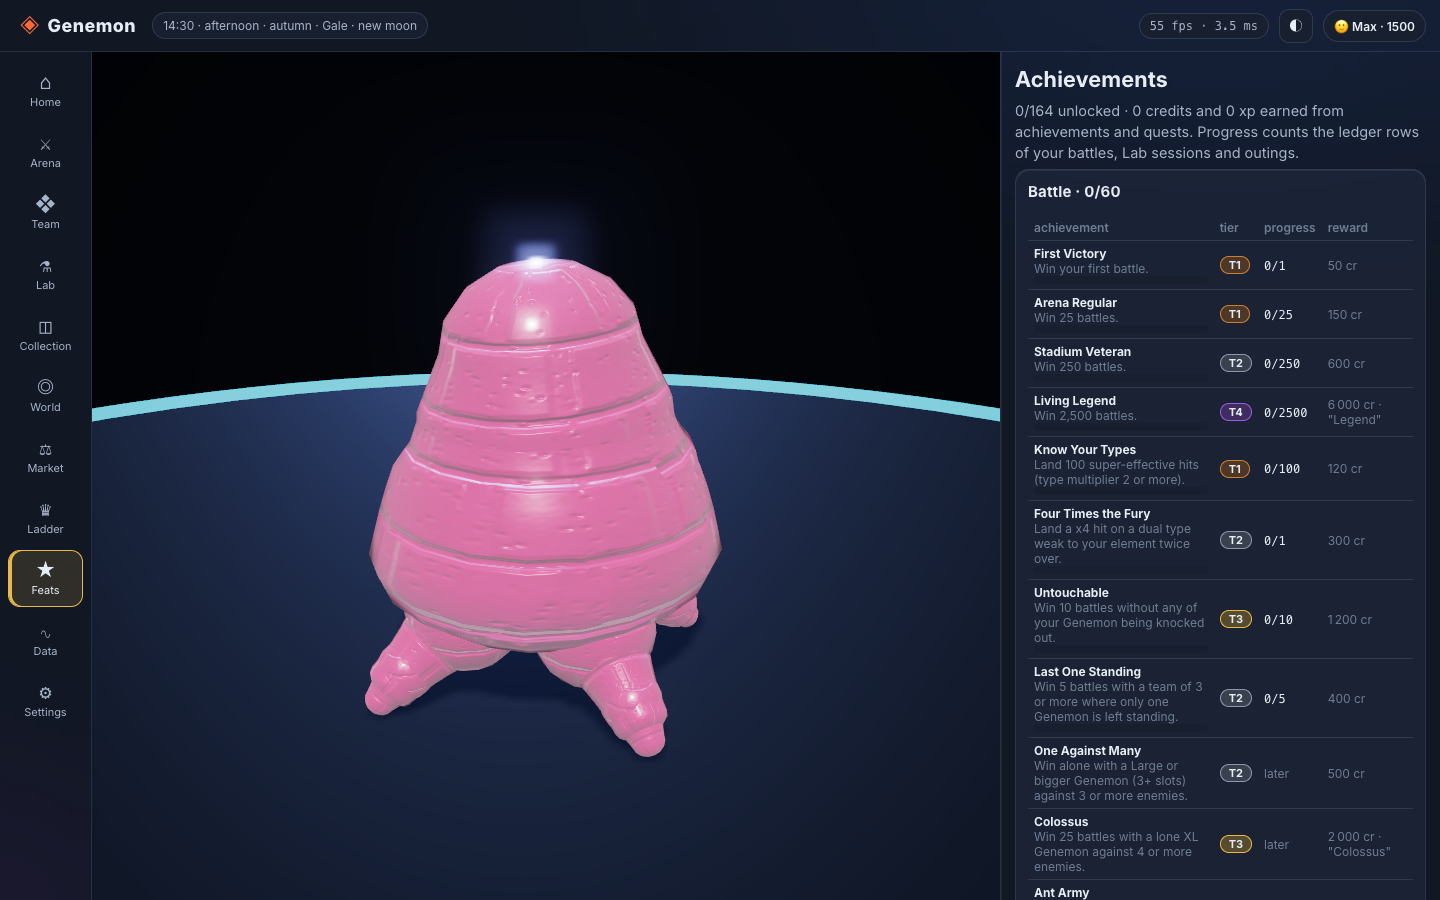 Genemon
14:30 · afternoon · autumn · Gale · new moon
55 fps · 3.5 ms
Max · 1500
Home
Arena
Team
Lab
Collection
World
Market
Ladder
Feats
Data
Settings
Achievements
0/164 unlocked · 0 credits and 0 xp earned from
achievements and quests. Progress counts the ledger rows
of your battles, Lab sessions and outings.
Battle · 0/60
achievement tier progress reward
First Victory
Win your first battle.
T1 0/1 50 cr
Arena Regular
Win 25 battles.
T1 0/25 150 cr
Stadium Veteran
Win 250 battles.
T2 0/250 600 cr
Living Legend
Win 2,500 battles.
T4 0/2500 6 000 cr ·
"Legend"
Know Your Types
Land 100 super-effective hits
(type multiplier 2 or more).
T1 0/100 120 cr
Four Times the Fury
Land a x4 hit on a dual type
weak to your element twice
over.
T2 0/1 300 cr
Untouchable
Win 10 battles without any of
your Genemon being knocked
out.
T3 0/10 1 200 cr
Last One Standing
Win 5 battles with a team of 3
or more where only one
Genemon is left standing.
T2 0/5 400 cr
One Against Many
Win alone with a Large or
bigger Genemon (3+ slots)
against 3 or more enemies.
T2 later 500 cr
Colossus
Win 25 battles with a lone XL
Genemon against 4 or more
enemies.
T3 later 2 000 cr ·
"Colossus"
Ant Army